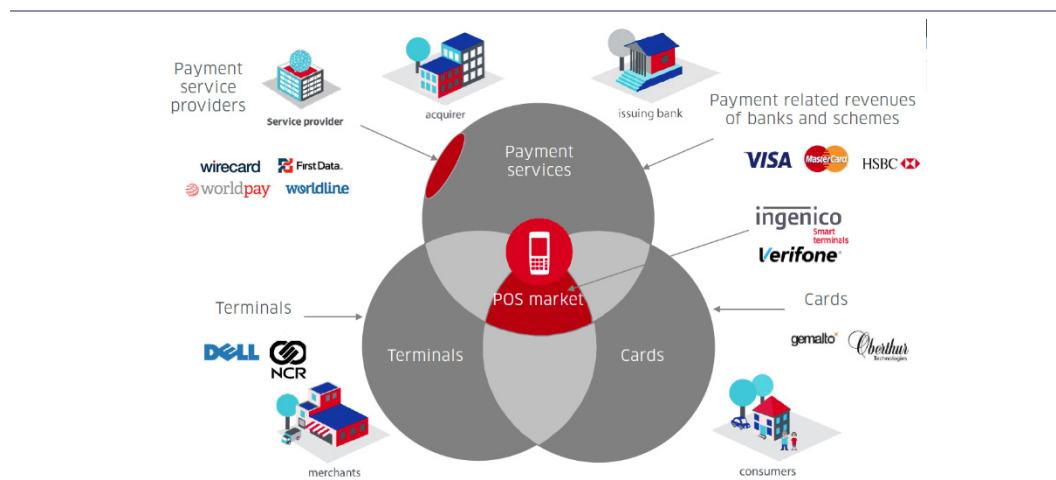 Payment
service
providers
Service provider
acquirer
issuing bank
Payment related revenues
of banks and schemes
wirecard
First Data.
worldpay
worldline
Payment
services
VISA
MasterCard
HSBC
ingenico
Smart
terminals
Verifone
POS market
Terminals
DELL
NCR
Terminals
Cards
Cards
gemalto
Oberthur
Technologies
merchants
consumers